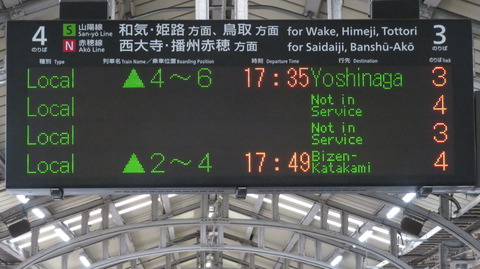 4 のりば S 山陽線 San-yō Line 和気・姫路 方面、鳥取 方面 for Wake, Himeji, Tottori 3 のりば
N 赤穂線 Akō Line 西大寺・播州赤穂 方面 for Saidaiji, Banshū-Akō
種別 Type 列車名 Train Name / 乗車位置 Boarding Position 時刻 Departure Time 行先 Destination のりば Track
Local ▲4～6 17:35 Yoshinaga 3
Local Not in Service 4
Local Not in Service 3
Local ▲2～4 17:49 Bizen-Katakami 4